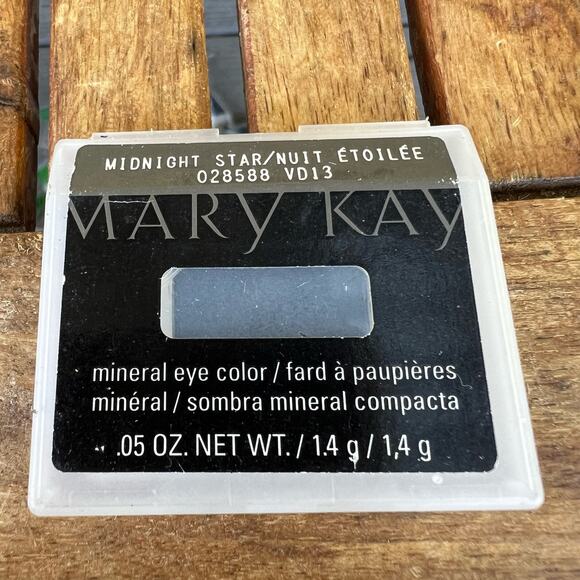 MIDNIGHT STAR/NUIT ÉTOILÉE
028588 VD13
MARY KAY
mineral eye color / fard à paupières
minéral / sombra mineral compacta
.05 OZ. NET WT. / 1.4 g / 1,4 g